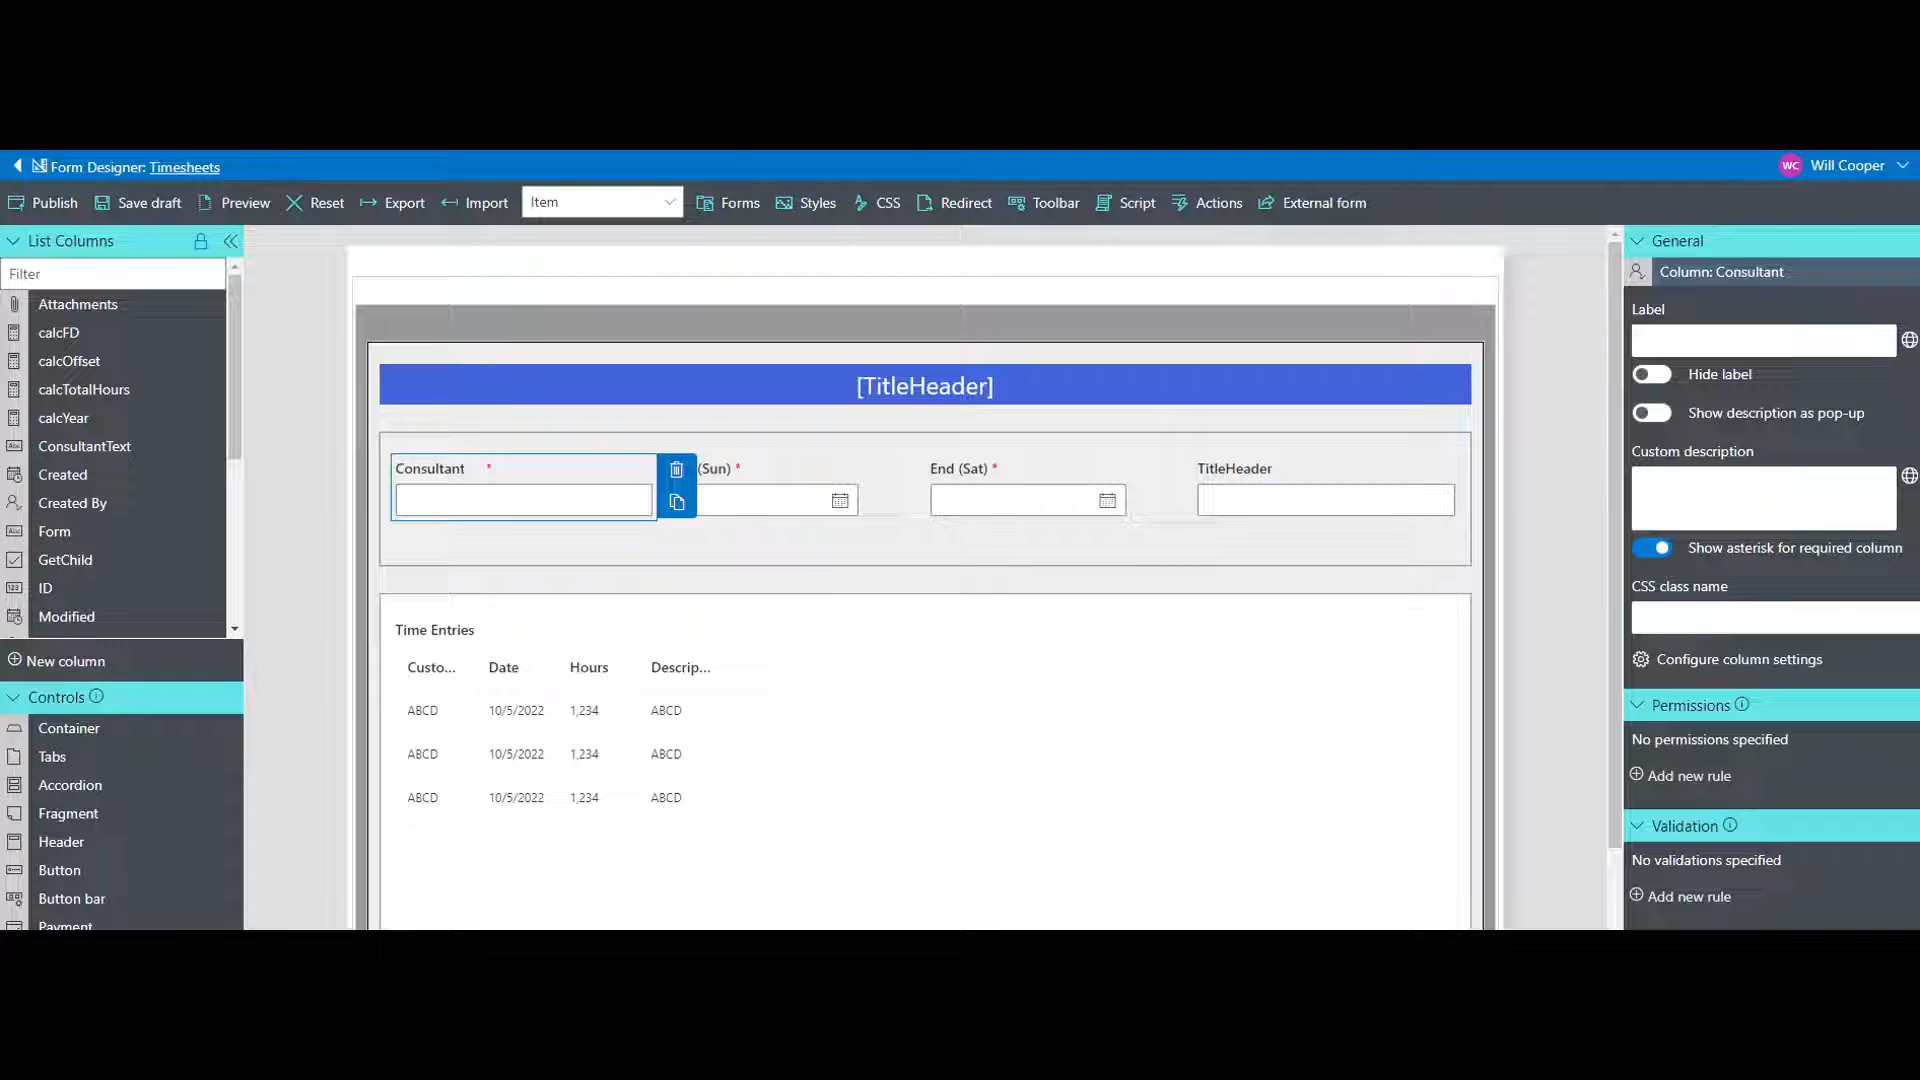 Form Designer: Timesheets
WC Will Cooper
Publish Save draft Preview Reset Export Import Item Forms Styles CSS Redirect Toolbar Script Actions External form
List Columns
Filter
Attachments
calcFD
calcOffset
calcTotalHours
calcYear
Abc ConsultantText
Created
Created By
Abc Form
GetChild
123 ID
Modified
New column
Controls
Container
Tabs
Accordion
Fragment
Header
Button
Button bar
Payment
[TitleHeader]
Consultant * (Sun) * End (Sat) * TitleHeader
Time Entries
Custo... Date Hours Descrip...
ABCD 10/5/2022 1,234 ABCD
ABCD 10/5/2022 1,234 ABCD
ABCD 10/5/2022 1,234 ABCD
General
Column: Consultant
Label
Hide label
Show description as pop-up
Custom description
Show asterisk for required column
CSS class name
Configure column settings
Permissions
No permissions specified
Add new rule
Validation
No validations specified
Add new rule